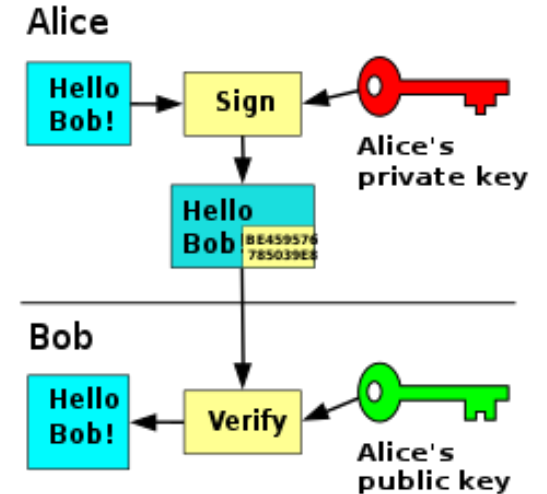 Alice
Hello
Bob!
Sign
Alice's
private key
Hello
Bob!
BE459576
785039E8
Bob
Hello
Bob!
Verify
Alice's
public key